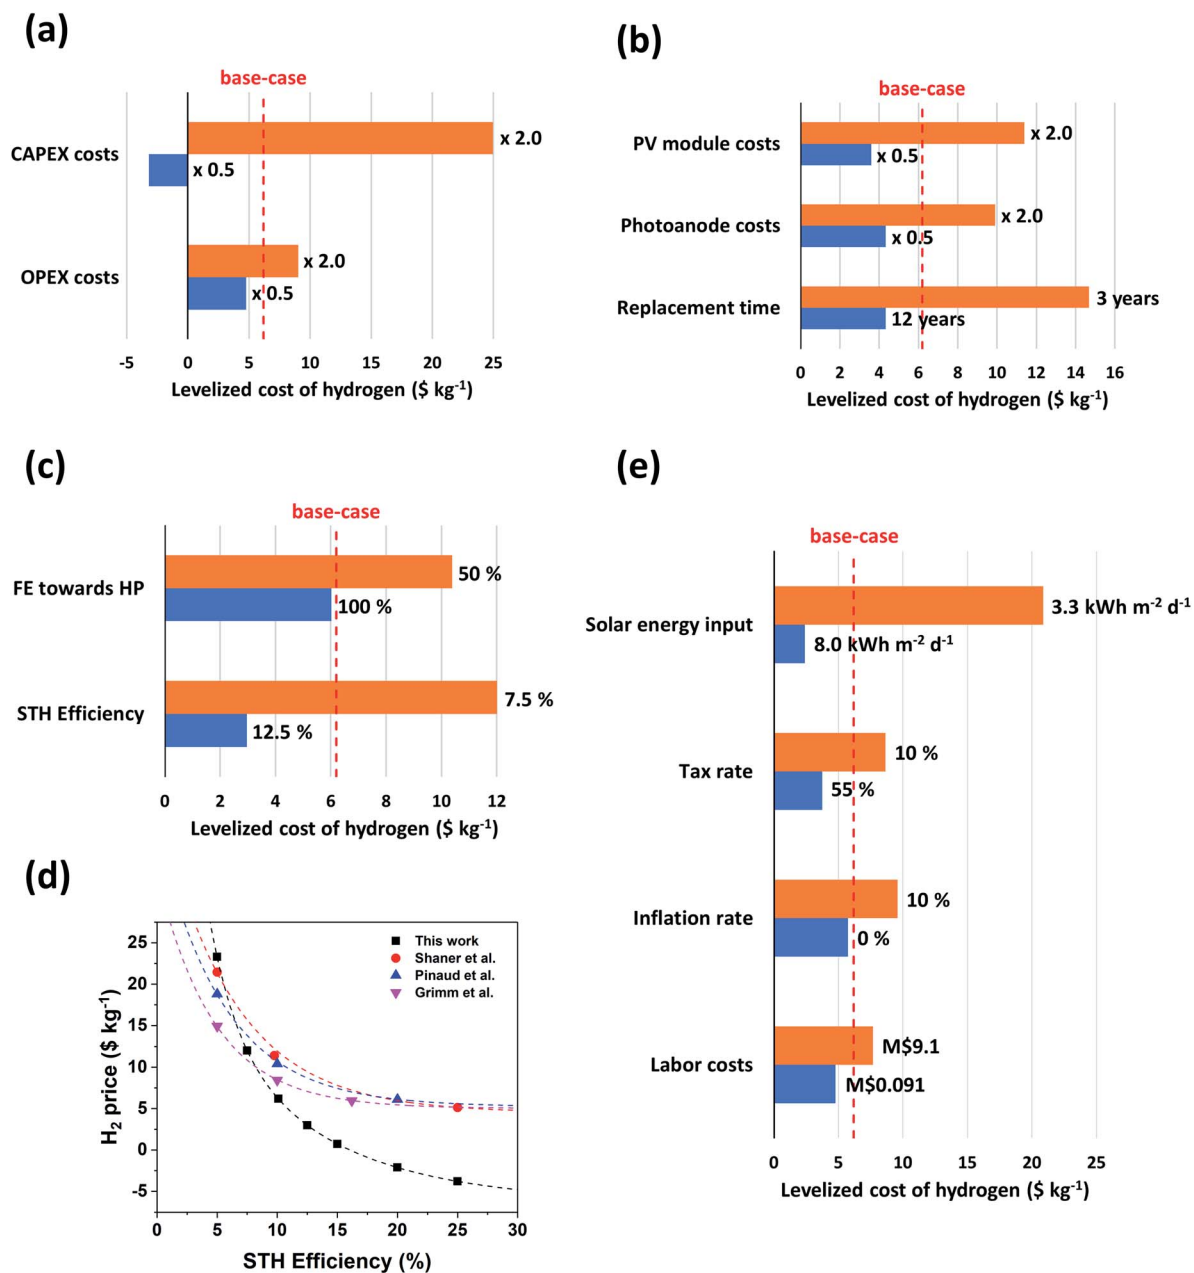 (a)
base-case
CAPEX costs
x 2.0
x 0.5
OPEX costs
x 2.0
x 0.5
-5 0 5 10 15 20 25
Levelized cost of hydrogen ($ kg⁻¹)
(b)
base-case
PV module costs
x 2.0
x 0.5
Photoanode costs
x 2.0
x 0.5
Replacement time
3 years
12 years
0 2 4 6 8 10 12 14 16
Levelized cost of hydrogen ($ kg⁻¹)
(c)
base-case
FE towards HP
50 %
100 %
STH Efficiency
7.5 %
12.5 %
0 2 4 6 8 10 12
Levelized cost of hydrogen ($ kg⁻¹)
(d)
This work
Shaner et al.
Pinaud et al.
Grimm et al.
H₂ price ($ kg⁻¹)
25
20
15
10
5
0
-5
0 5 10 15 20 25 30
STH Efficiency (%)
(e)
base-case
Solar energy input
3.3 kWh m⁻² d⁻¹
8.0 kWh m⁻² d⁻¹
Tax rate
10 %
55 %
Inflation rate
10 %
0 %
Labor costs
M$9.1
M$0.091
0 5 10 15 20 25
Levelized cost of hydrogen ($ kg⁻¹)